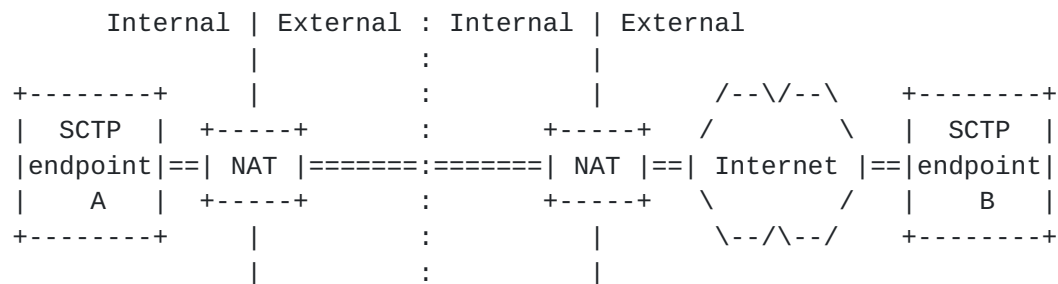 Internal | External : Internal | External
| : |
+--------+ | : | /--\/--\ +--------+
| SCTP | +-----+ : +-----+ / \ | SCTP |
|endpoint|==| NAT |=======:=======| NAT |==| Internet |==|endpoint|
| A | +-----+ : +-----+ \ / | B |
+--------+ | : | \--/\--/ +--------+
| : |